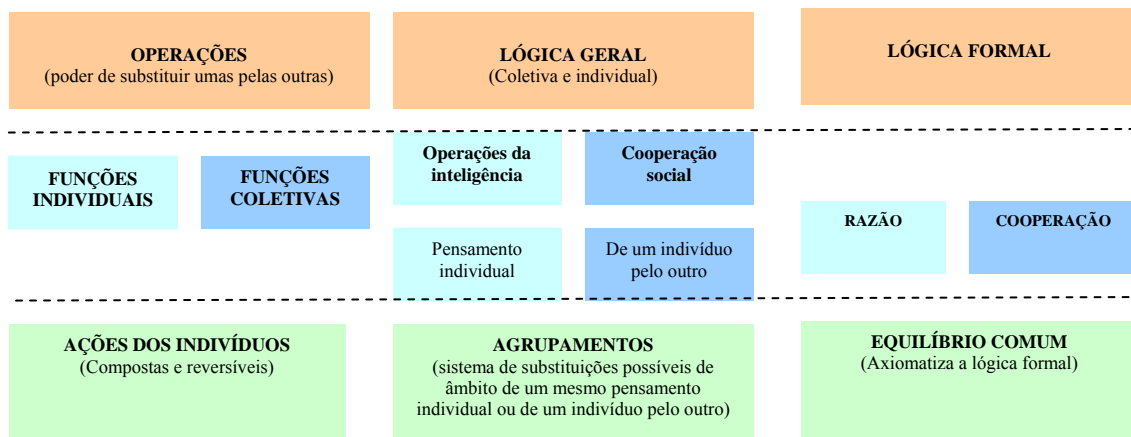 OPERAÇÕES
(poder de substituir umas pelas outras)
LÓGICA GERAL
(Coletiva e individual)
LÓGICA FORMAL
FUNÇÕES
INDIVIDUAIS
FUNÇÕES
COLETIVAS
Operações da
inteligência
Cooperação
social
Pensamento
individual
De um indivíduo
pelo outro
RAZÃO
COOPERAÇÃO
AÇÕES DOS INDIVÍDUOS
(Compostas e reversíveis)
AGRUPAMENTOS
(sistema de substituições possíveis de
âmbito de um mesmo pensamento
individual ou de um indivíduo pelo outro)
EQUILÍBRIO COMUM
(Axiomatiza a lógica formal)